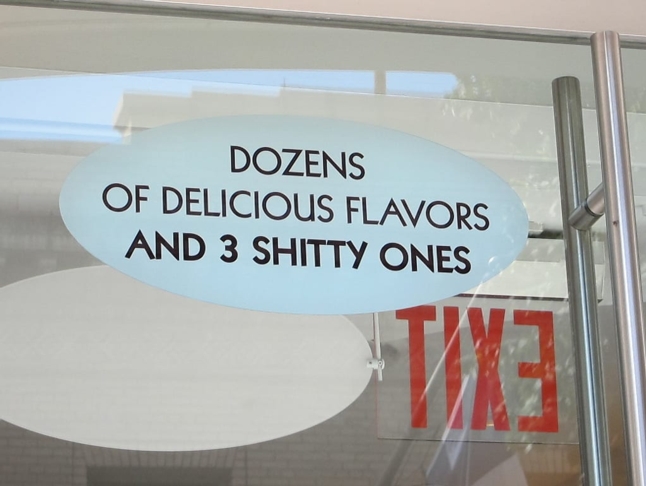 DOZENS
OF DELICIOUS FLAVORS
AND 3 SHITTY ONES
EXIT